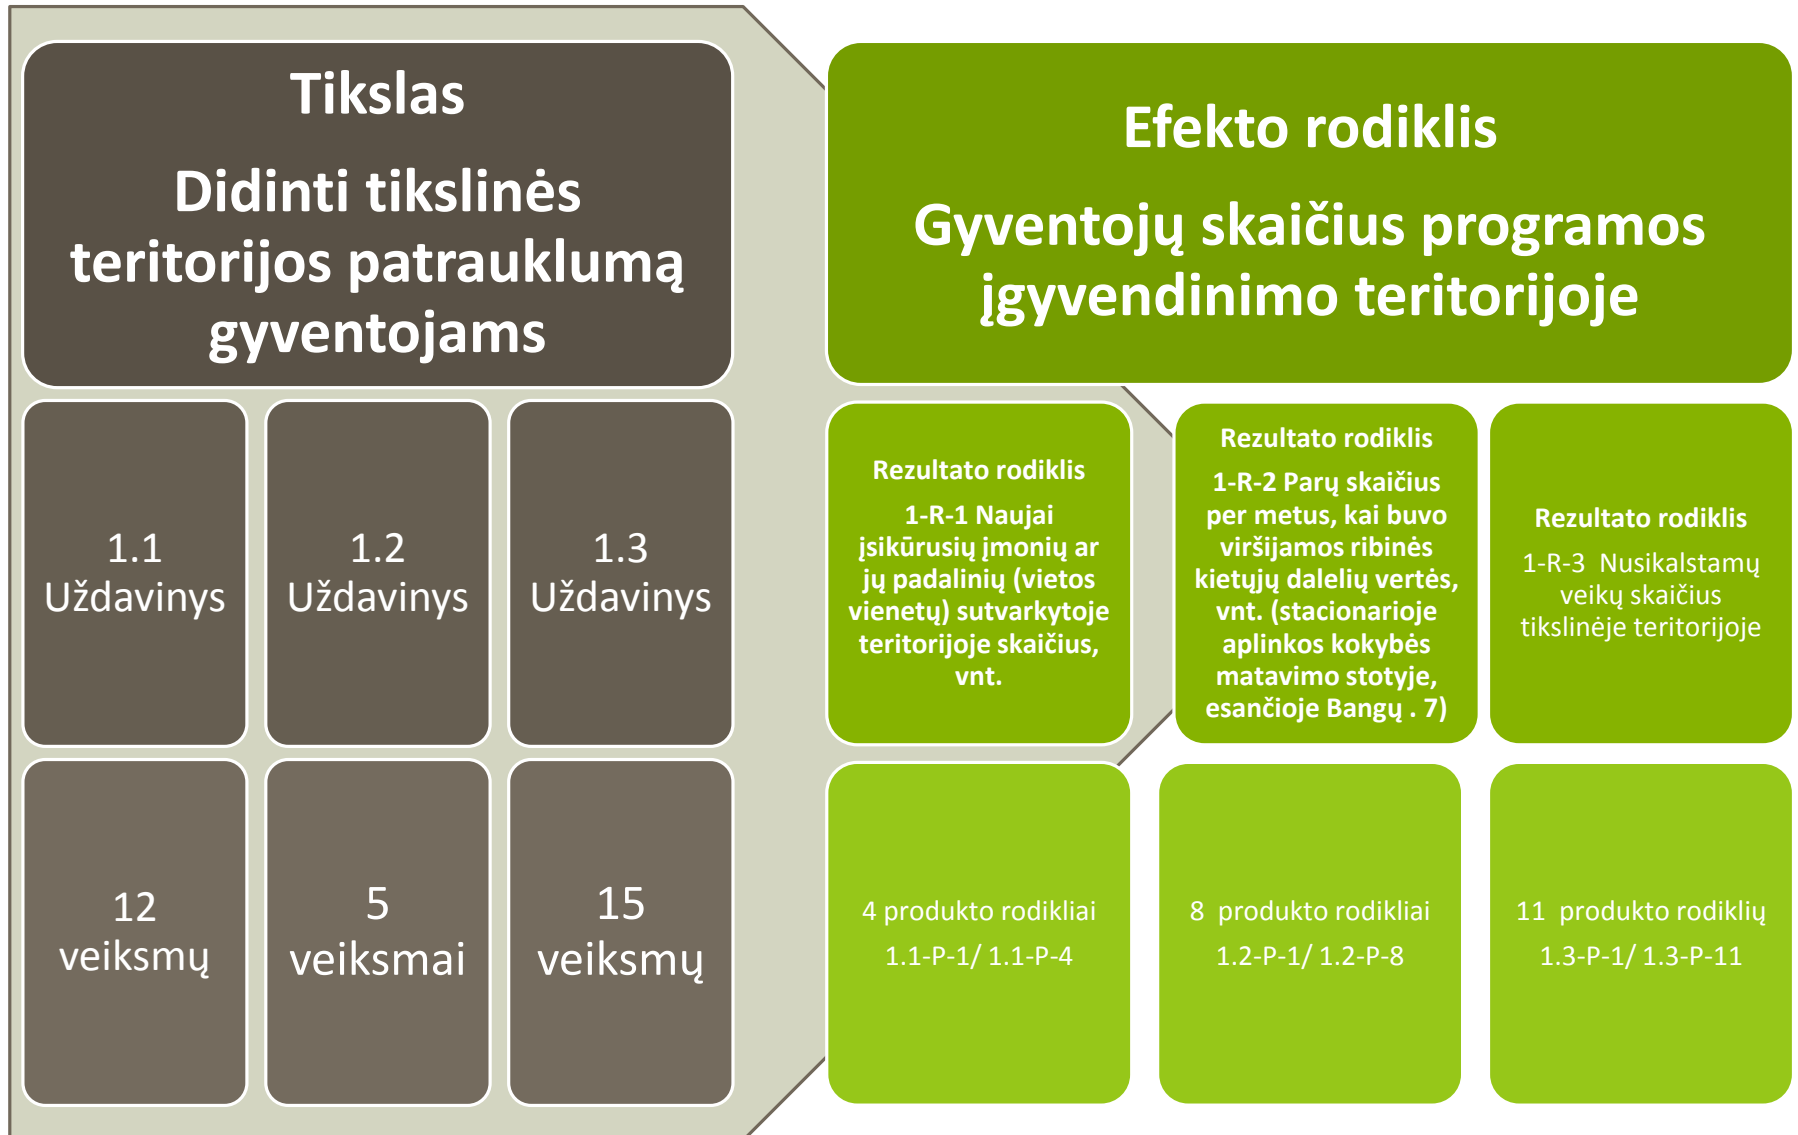 Tikslas
Didinti tikslinės
teritorijos patrauklumą
gyventojams
Efekto rodiklis
Gyventojų skaičius programos
įgyvendinimo teritorijoje
1.1
Uždavinys
1.2
Uždavinys
1.3
Uždavinys
Rezultato rodiklis
1-R-1 Naujai
įsikūrusių įmonių ar
jų padalinių (vietos
vienetų) sutvarkytoje
teritorijoje skaičius,
vnt.
Rezultato rodiklis
1-R-2 Parų skaičius
per metus, kai buvo
viršijamos ribinės
kietųjų dalelių vertės,
vnt. (stacionarioje
aplinkos kokybės
matavimo stotyje,
esančioje Bangų . 7)
Rezultato rodiklis
1-R-3 Nusikalstamų
veikų skaičius
tikslinėje teritorijoje
12
veiksmų
5
veiksmai
15
veiksmų
4 produkto rodikliai
1.1-P-1/ 1.1-P-4
8 produkto rodikliai
1.2-P-1/ 1.2-P-8
11 produkto rodiklių
1.3-P-1/ 1.3-P-11